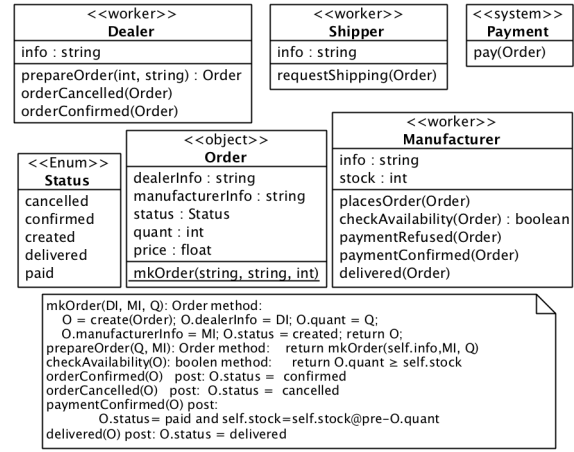 <<worker>>
Dealer
info : string
prepareOrder(int, string) : Order
orderCancelled(Order)
orderConfirmed(Order)
<<worker>>
Shipper
info : string
requestShipping(Order)
<<system>>
Payment
pay(Order)
<<Enum>>
Status
cancelled
confirmed
created
delivered
paid
<<object>>
Order
dealerInfo : string
manufacturerInfo : string
status : Status
quant : int
price : float
mkOrder(string, string, int)
<<worker>>
Manufacturer
info : string
stock : int
placesOrder(Order)
checkAvailability(Order) : boolean
paymentRefused(Order)
paymentConfirmed(Order)
delivered(Order)
mkOrder(DI, MI, Q): Order method:
O = create(Order); O.dealerInfo = DI; O.quant = Q;
O.manufacturerInfo = MI; O.status = created; return O;
prepareOrder(Q, MI): Order method: return mkOrder(self.info,MI, Q)
checkAvailability(O): boolen method: return O.quant ≥ self.stock
orderConfirmed(O) post: O.status = confirmed
orderCancelled(O) post: O.status = cancelled
paymentConfirmed(O) post:
O.status= paid and self.stock=self.stock@pre-O.quant
delivered(O) post: O.status = delivered